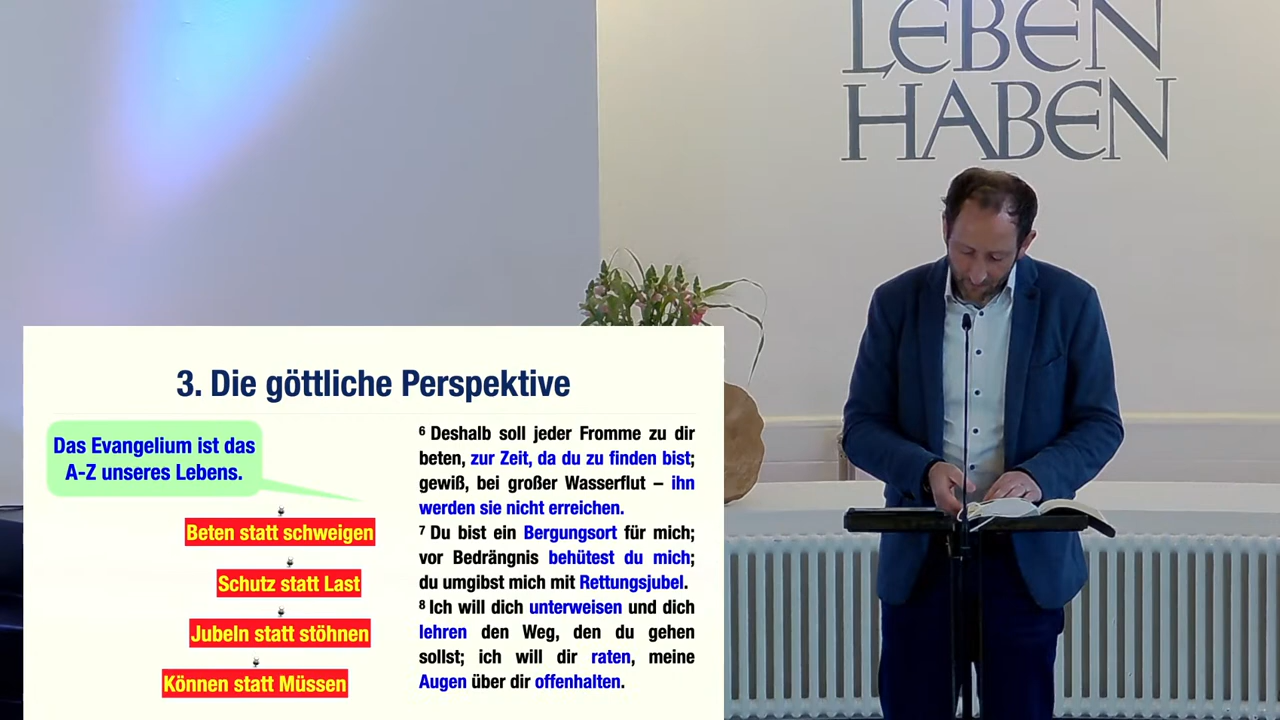 LEBEN
HABEN
3. Die göttliche Perspektive
Das Evangelium ist das
A-Z unseres Lebens.
Beten statt schweigen
Schutz statt Last
Jubeln statt stöhnen
Können statt Müssen
⁶ Deshalb soll jeder Fromme zu dir
beten, zur Zeit, da du zu finden bist;
gewiß, bei großer Wasserflut – ihn
werden sie nicht erreichen.
⁷ Du bist ein Bergungsort für mich;
vor Bedrängnis behütest du mich;
du umgibst mich mit Rettungsjubel.
⁸ Ich will dich unterweisen und dich
lehren den Weg, den du gehen
sollst; ich will dir raten, meine
Augen über dir offenhalten.